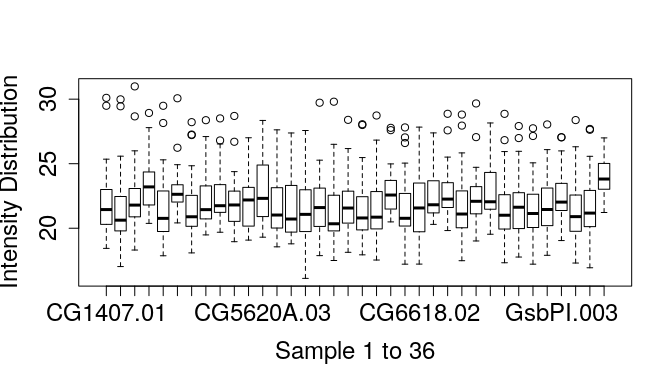 Intensity Distribution
30
25
20
CG1407.01 CG5620A.03 CG6618.02 GsbPI.003
Sample 1 to 36